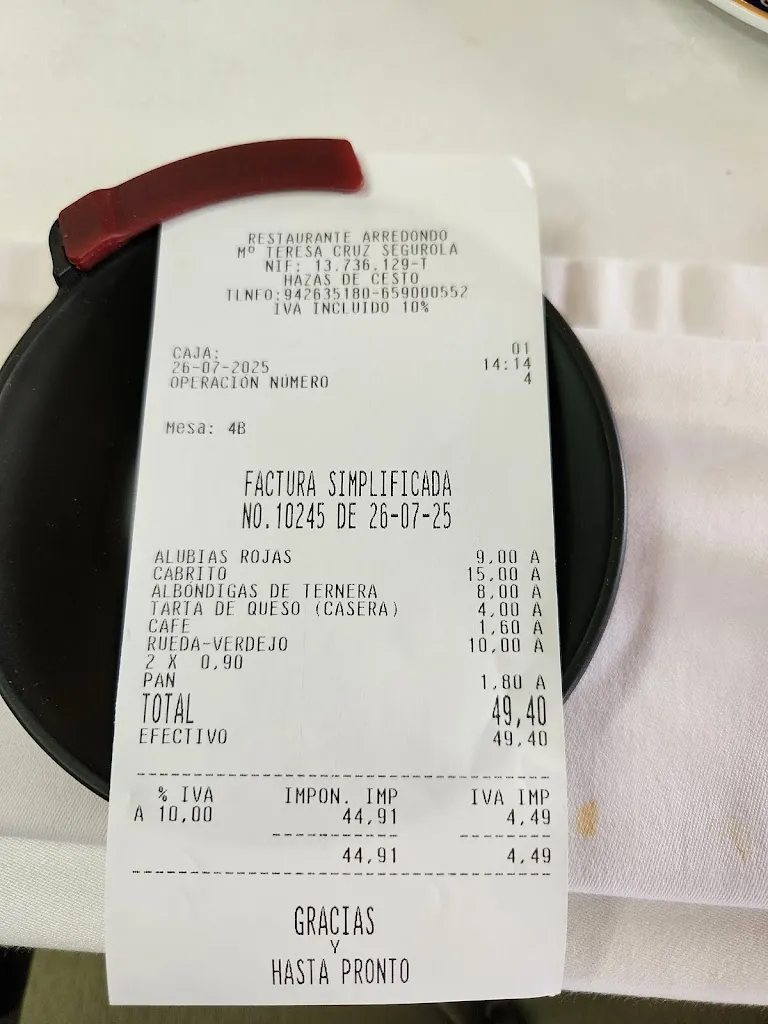 RESTAURANTE ARREDONDO
Mº TERESA CRUZ SEGUROLA
NIF: 13.736.129-T
HAZAS DE CESTO
TLNFO:942635180-659000552
IVA INCLUIDO 10%
CAJA: 01
26-07-2025 14:14
OPERACIÓN NÚMERO 4
Mesa: 4B
FACTURA SIMPLIFICADA
NO.10245 DE 26-07-25
ALUBIAS ROJAS 9,00 A
CABRITO 15,00 A
ALBÓNDIGAS DE TERNERA 8,00 A
TARTA DE QUESO (CASERA) 4,00 A
CAFE 1,60 A
RUEDA-VERDEJO 10,00 A
2 X 0,90
PAN 1,80 A
TOTAL 49,40
EFECTIVO 49,40
% IVA IMPON. IMP IVA IMP
A 10,00 44,91 4,49
44,91 4,49
GRACIAS
Y
HASTA PRONTO